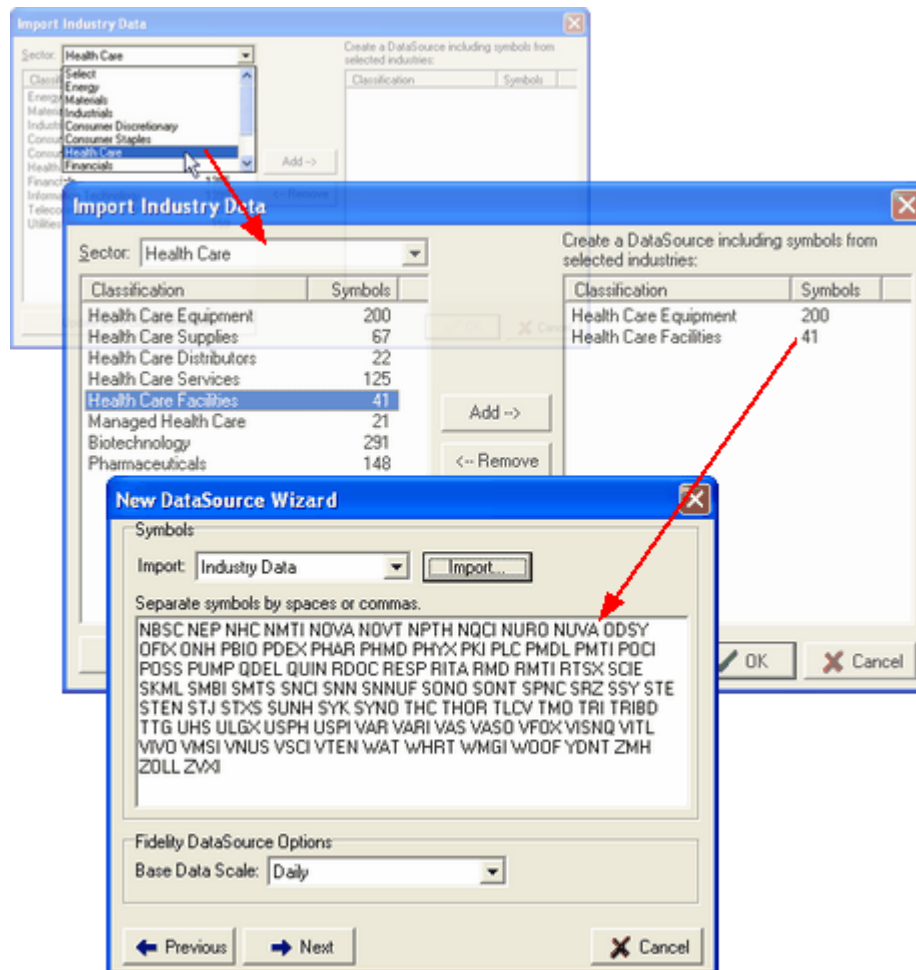 Import Industry Data
Sector: Health Care
Create a DataSource including symbols from
selected industries:
Classification Symbols
Select
Energy
Materials
Industrials
Consumer Discretionary
Consumer Staples
Health Care
Financials
Add -->
<-- Remove
Utilities
Import Industry Data
Sector: Health Care
Create a DataSource including symbols from
selected industries:
Classification Symbols
Health Care Equipment 200
Health Care Supplies 67
Health Care Distributors 22
Health Care Services 125
Health Care Facilities 41
Managed Health Care 21
Biotechnology 291
Pharmaceuticals 148
Add -->
<-- Remove
Classification Symbols
Health Care Equipment 200
Health Care Facilities 41
OK Cancel
New DataSource Wizard
Symbols
Import: Industry Data Import...
Separate symbols by spaces or commas.
NBSC NEP NHC NMTI NOVA NOVT NPTH NQCI NURO NUVA ODSY
OFIX ONH PBIO PDEX PHAR PHMD PHYX PKI PLC PMDL PMTI POCI
POSS PUMP QDEL QUIN RDOC RESP RITA RMD RMTI RTSX SCIE
SKML SMBI SMTS SNCI SNN SNNUF SONO SONT SPNC SRZ SSY STE
STEN STJ STXS SUNH SYK SYNO THC THOR TLCV TMO TRI TRIBD
TTG UHS ULGX USPH USPI VAR VARI VAS VASO VFOX VISNQ VITL
VIVO VMSI VNUS VSCI VTEN WAT WHRT WMGI WOOF YDNT ZMH
ZOLL ZVXI
Fidelity DataSource Options
Base Data Scale: Daily
Previous Next Cancel